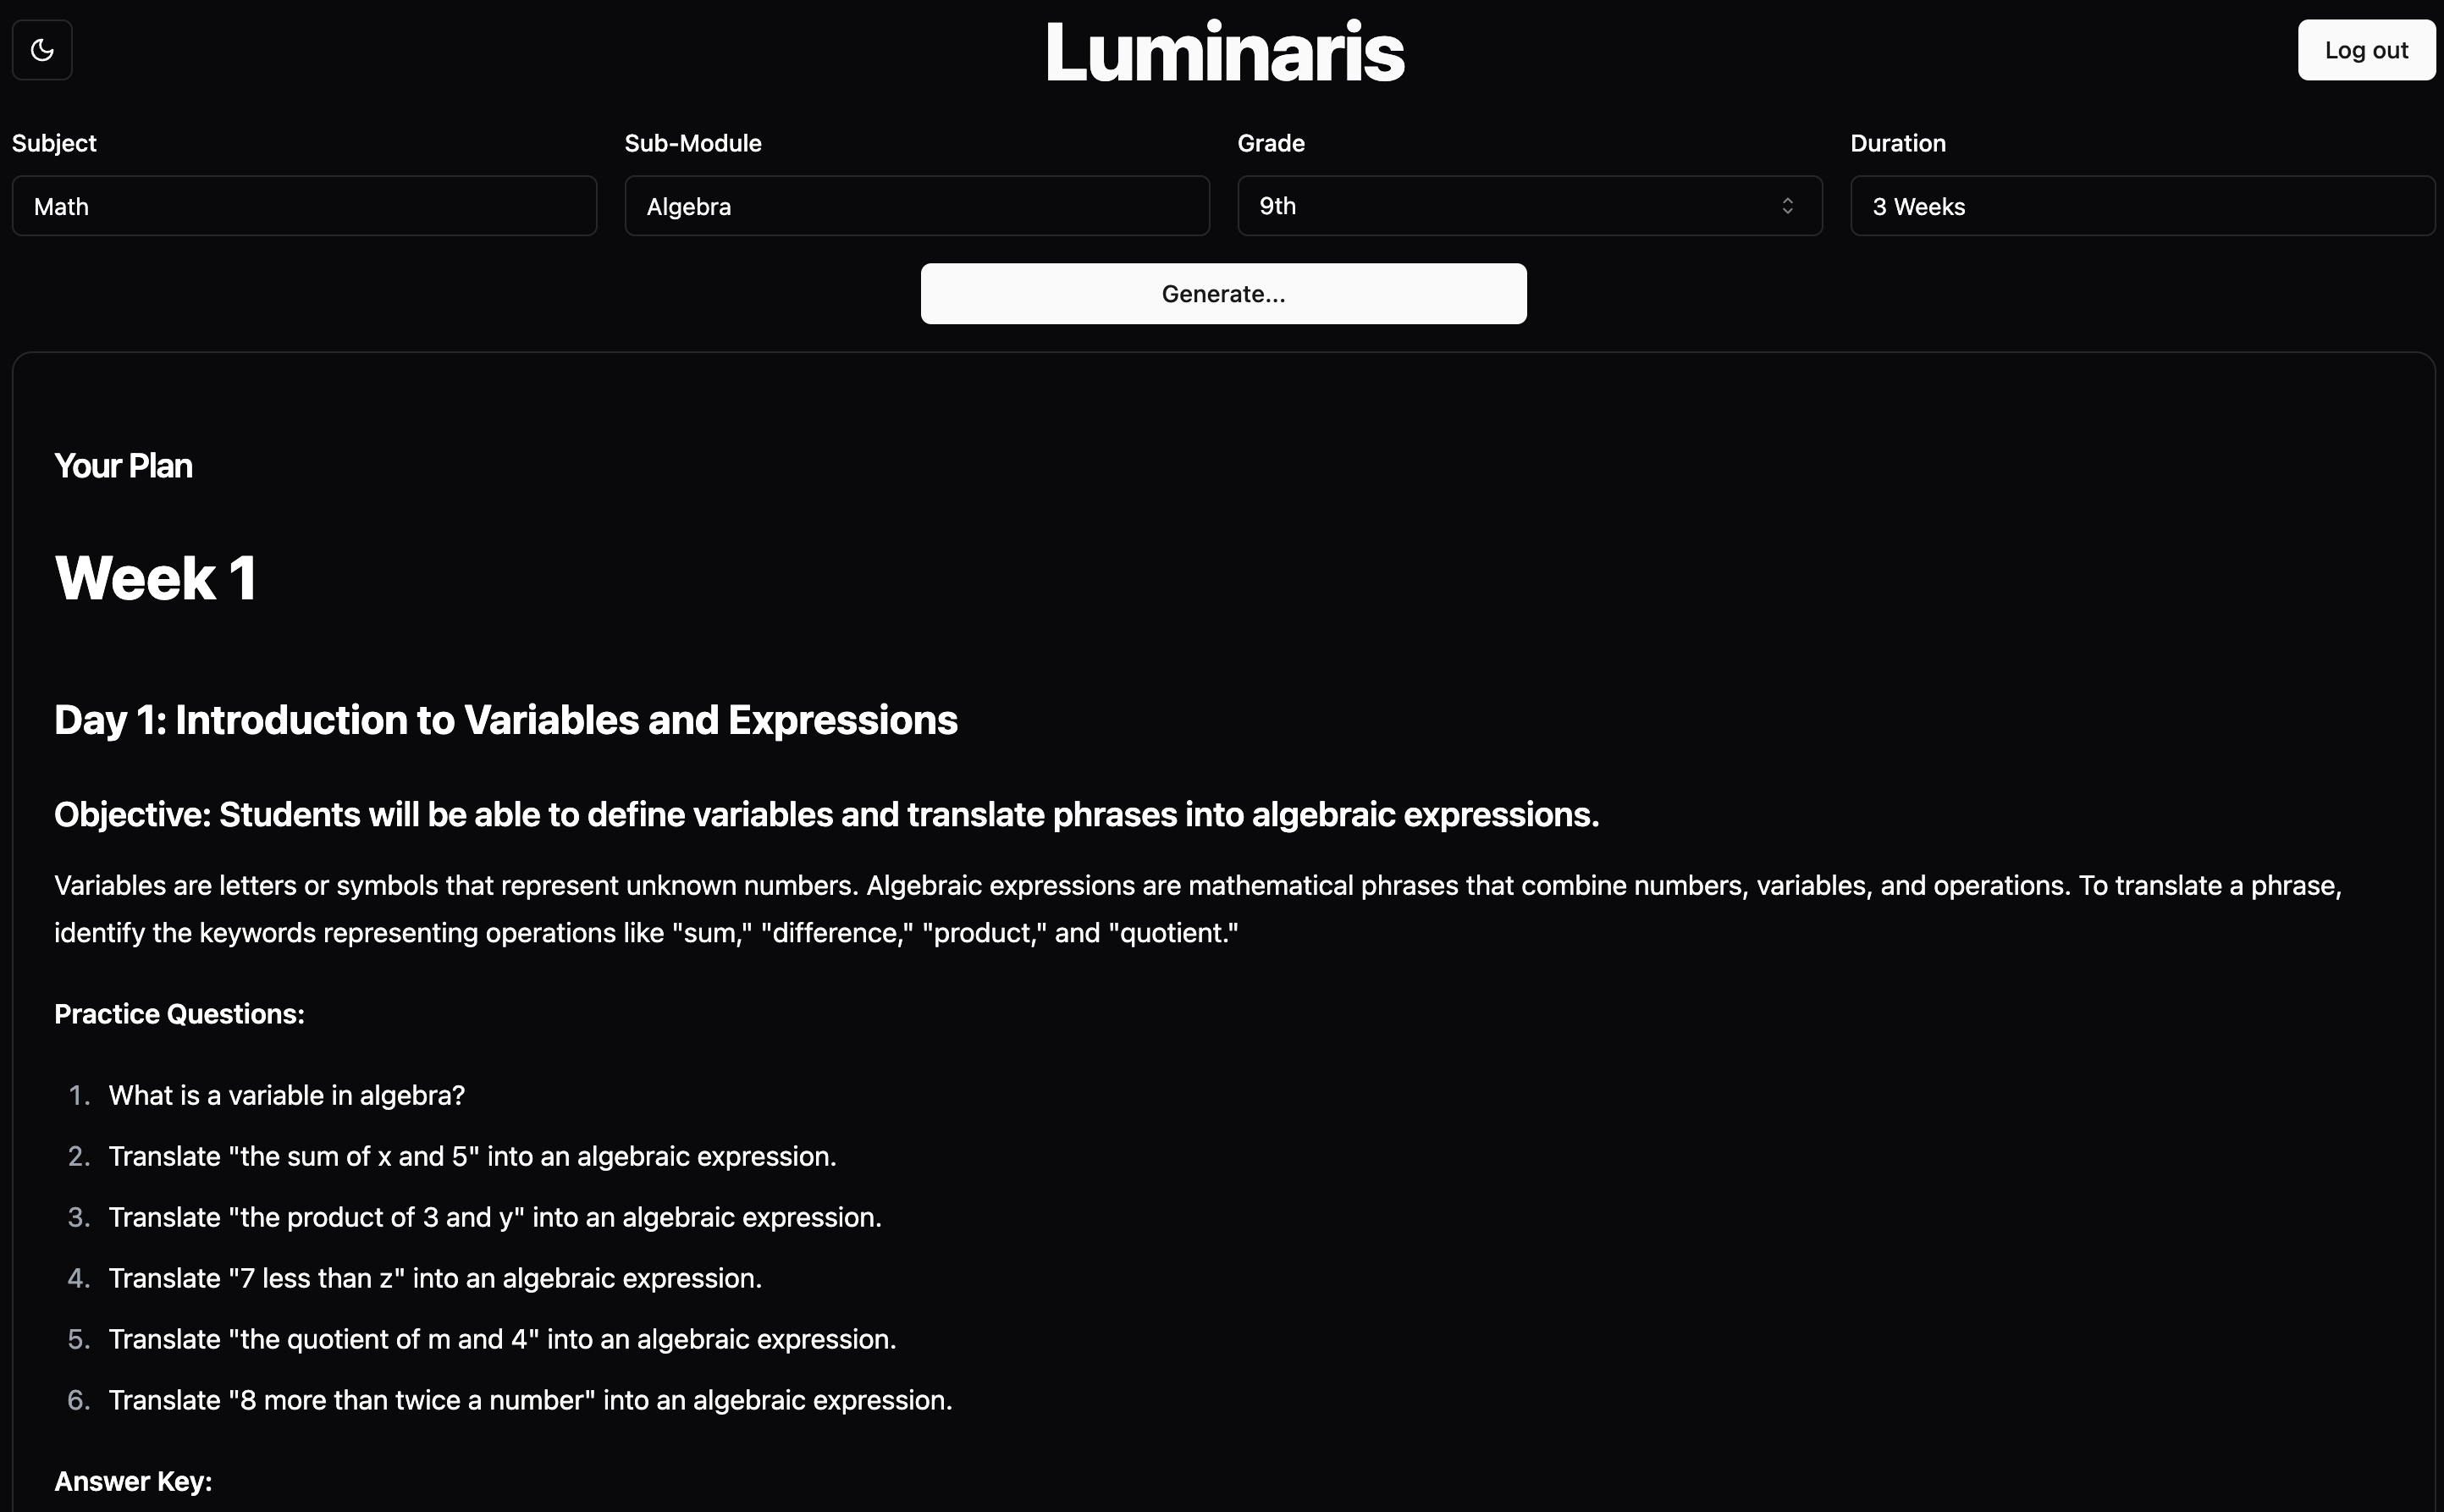 Luminaris
Log out
Subject
Sub-Module
Grade
Duration
Math
Algebra
9th
3 Weeks
Generate...
Your Plan
Week 1
Day 1: Introduction to Variables and Expressions
Objective: Students will be able to define variables and translate phrases into algebraic expressions.
Variables are letters or symbols that represent unknown numbers. Algebraic expressions are mathematical phrases that combine numbers, variables, and operations. To translate a phrase,
identify the keywords representing operations like "sum," "difference," "product," and "quotient."
Practice Questions:
1. What is a variable in algebra?
2. Translate "the sum of x and 5" into an algebraic expression.
3. Translate "the product of 3 and y" into an algebraic expression.
4. Translate "7 less than z" into an algebraic expression.
5. Translate "the quotient of m and 4" into an algebraic expression.
6. Translate "8 more than twice a number" into an algebraic expression.
Answer Key: